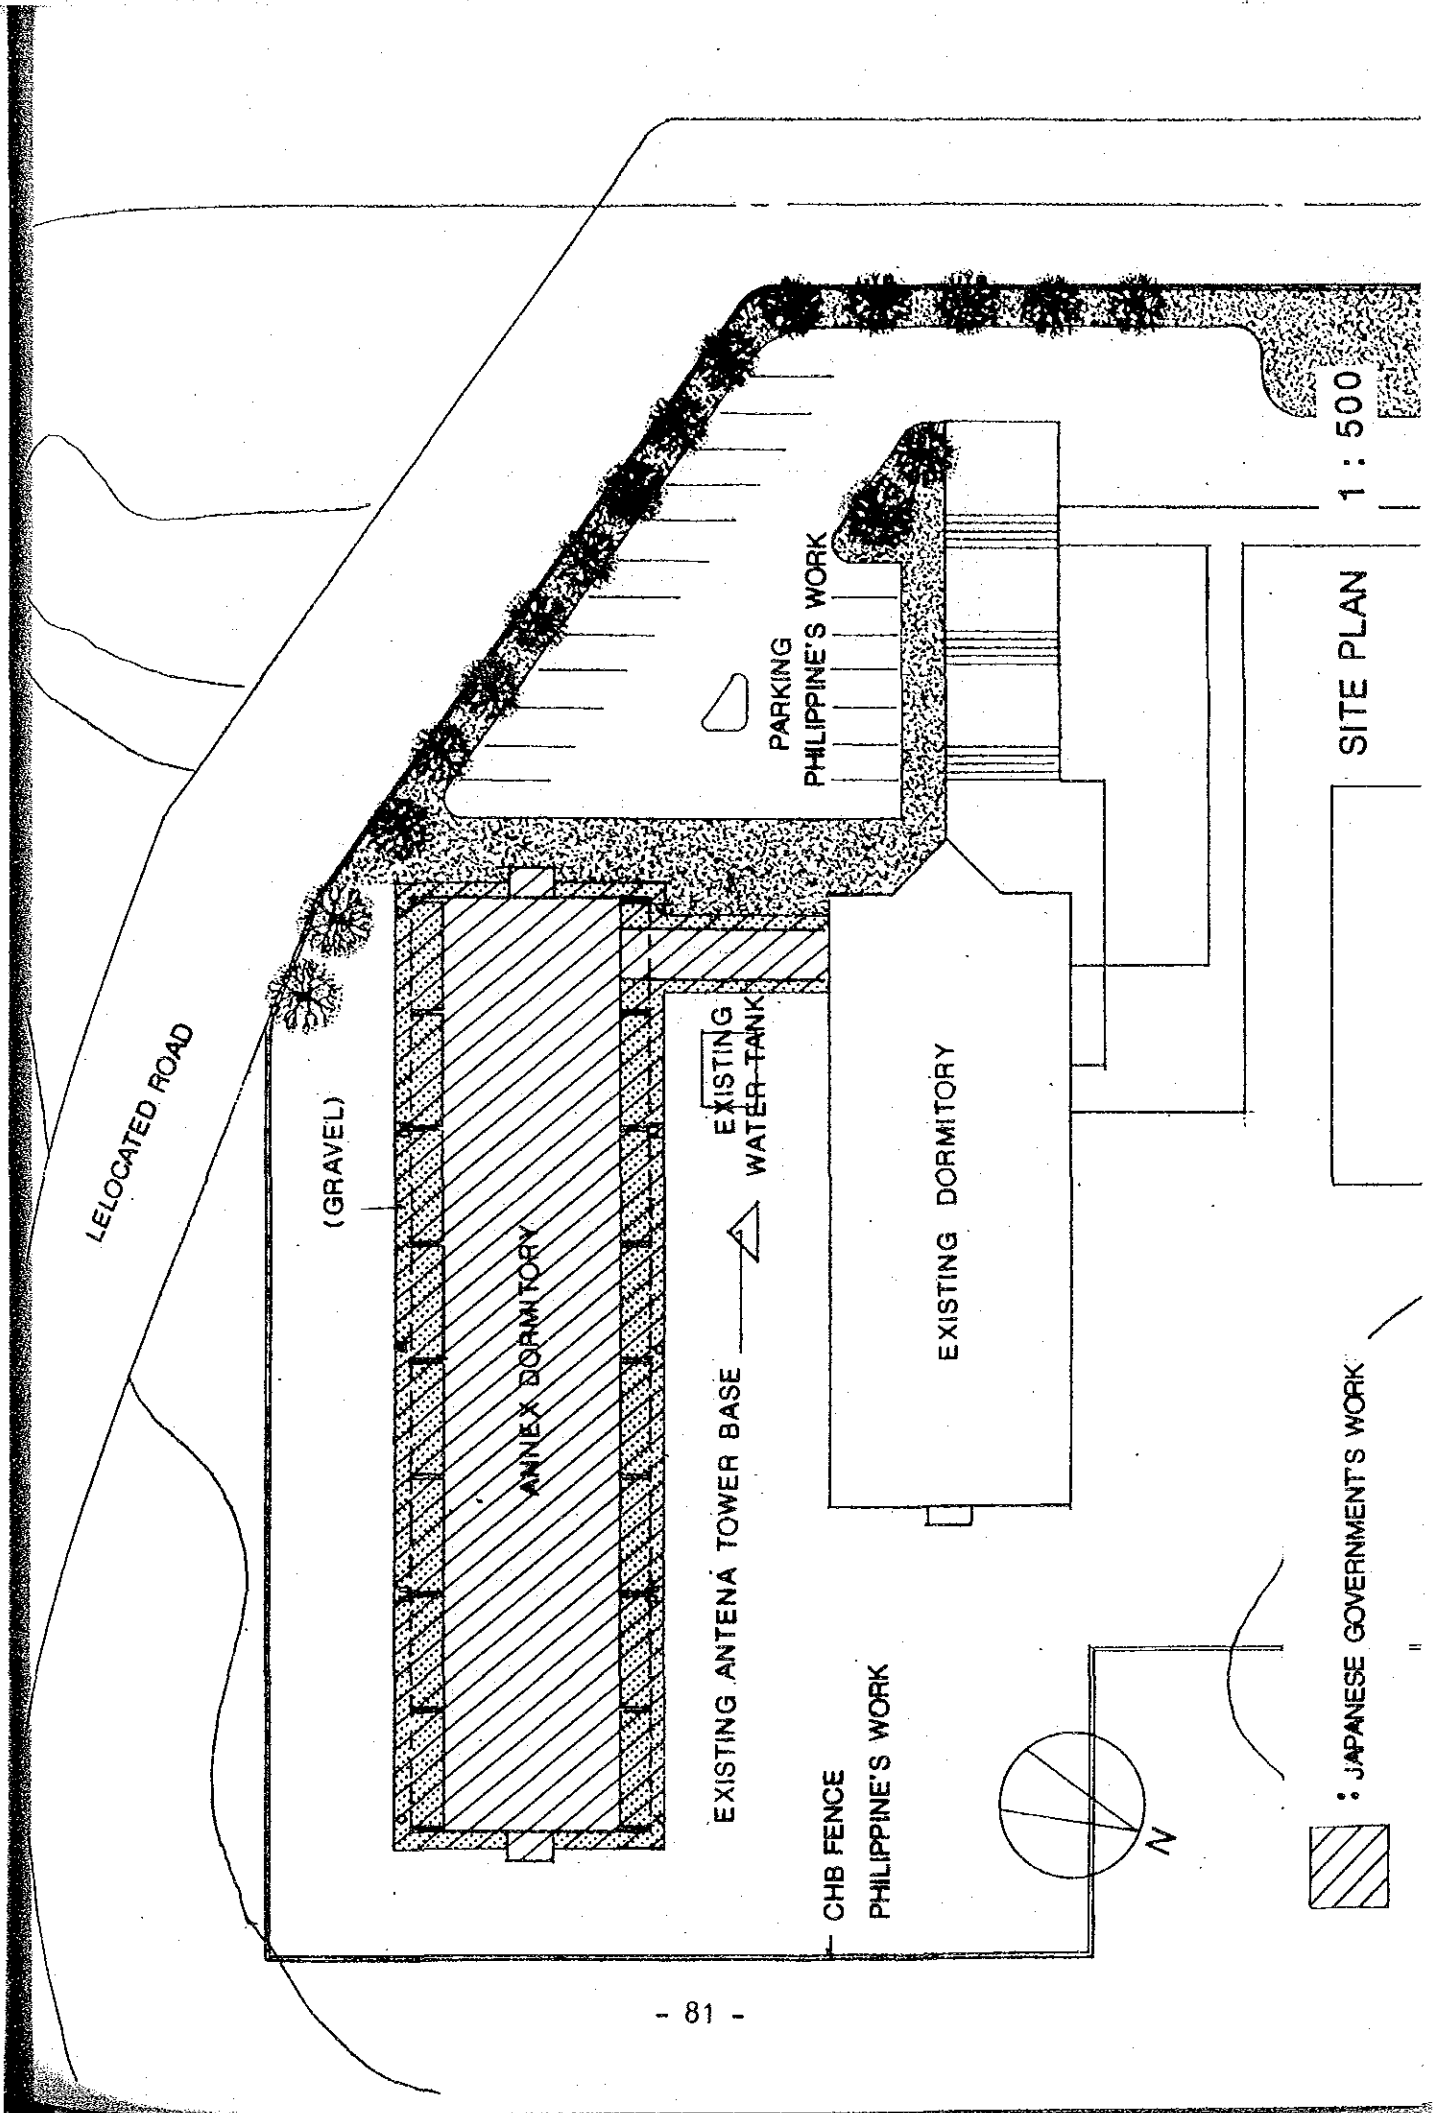 LELOCATED ROAD
(GRAVEL)
ANNEX DORMITORY
EXISTING ANTENA TOWER BASE
EXISTING
WATER TANK
PARKING
PHILIPPINE'S WORK
CHB FENCE
PHILIPPINE'S WORK
EXISTING DORMITORY
N
: JAPANESE GOVERNMENT'S WORK
SITE PLAN 1 : 500
- 81 -